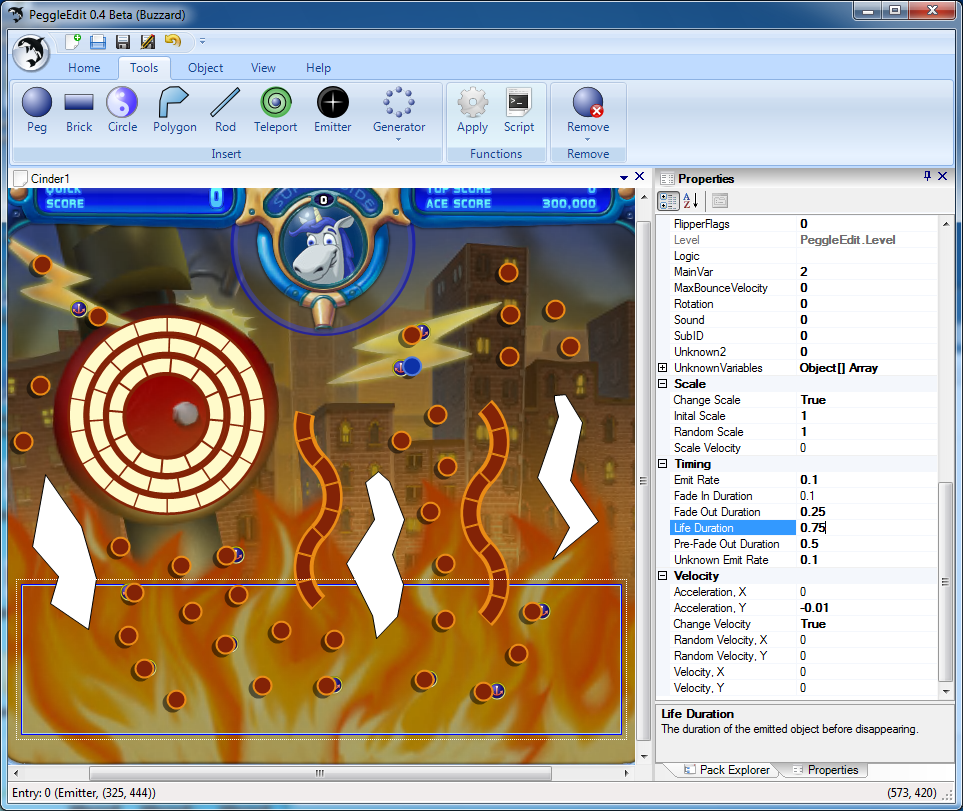 PeggleEdit 0.4 Beta (Buzzard)
Home Tools Object View Help
Peg Brick Circle Polygon Rod Teleport Emitter Generator Apply Script Remove
Insert Functions Remove
Cinder1
QUICK SCORE 0
0
TOP SCORE 0
ACE SCORE 300,000
Properties
FlipperFlags 0
Level PeggleEdit.Level
Logic
MainVar 2
MaxBounceVelocity 0
Rotation 0
Sound 0
SubID 0
Unknown2 0
UnknownVariables Object[] Array
Scale
Change Scale True
Inital Scale 1
Random Scale 1
Scale Velocity 0
Timing
Emit Rate 0.1
Fade In Duration 0.1
Fade Out Duration 0.25
Life Duration 0.75
Pre-Fade Out Duration 0.5
Unknown Emit Rate 0.1
Velocity
Acceleration, X 0
Acceleration, Y -0.01
Change Velocity True
Random Velocity, X 0
Random Velocity, Y 0
Velocity, X 0
Velocity, Y 0
Life Duration
The duration of the emitted object before disappearing.
Pack Explorer Properties
Entry: 0 (Emitter, (325, 444)) (573, 420)